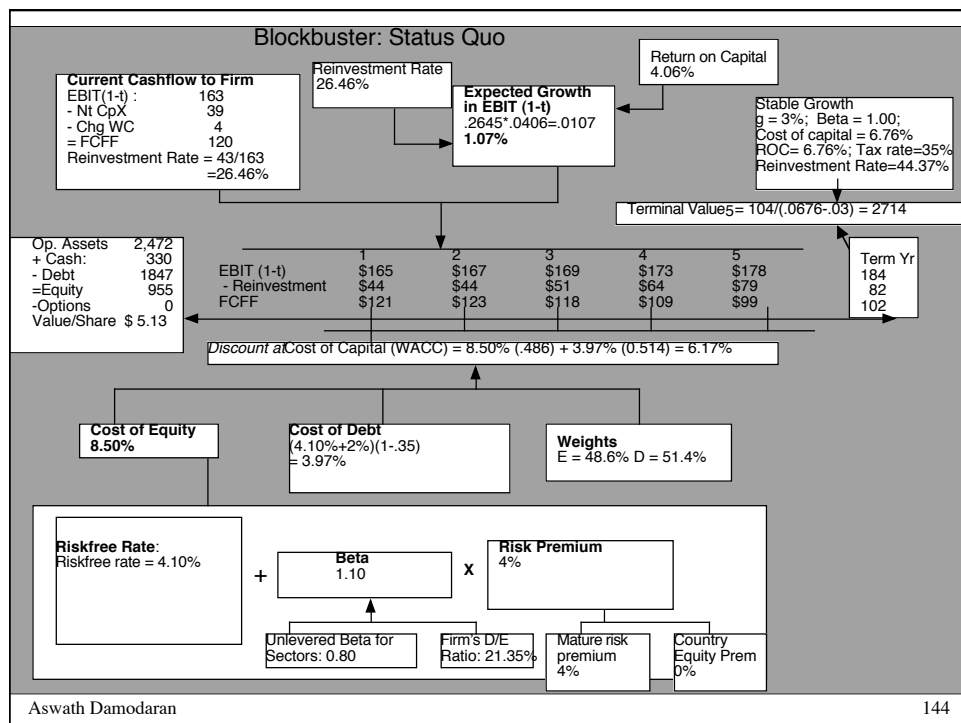 Blockbuster: Status Quo
Current Cashflow to Firm
EBIT(1-t) : 163
- Nt CpX 39
- Chg WC 4
= FCFF 120
Reinvestment Rate = 43/163
=26.46%
Reinvestment Rate
26.46%
Expected Growth
in EBIT (1-t)
.2645*.0406=.0107
1.07%
Return on Capital
4.06%
Stable Growth
g = 3%; Beta = 1.00;
Cost of capital = 6.76%
ROC= 6.76%; Tax rate=35%
Reinvestment Rate=44.37%
Terminal Value5= 104/(.0676-.03) = 2714
Op. Assets 2,472
+ Cash: 330
- Debt 1847
=Equity 955
-Options 0
Value/Share $ 5.13
1 2 3 4 5
EBIT (1-t) $165 $167 $169 $173 $178
- Reinvestment $44 $44 $51 $64 $79
FCFF $121 $123 $118 $109 $99
Term Yr
184
82
102
Discount at Cost of Capital (WACC) = 8.50% (.486) + 3.97% (0.514) = 6.17%
Cost of Equity
8.50%
Cost of Debt
(4.10%+2%)(1-.35)
= 3.97%
Weights
E = 48.6% D = 51.4%
Riskfree Rate:
Riskfree rate = 4.10%
+
Beta
1.10
X
Risk Premium
4%
Unlevered Beta for
Sectors: 0.80
Firm's D/E
Ratio: 21.35%
Mature risk
premium
4%
Country
Equity Prem
0%
Aswath Damodaran 144